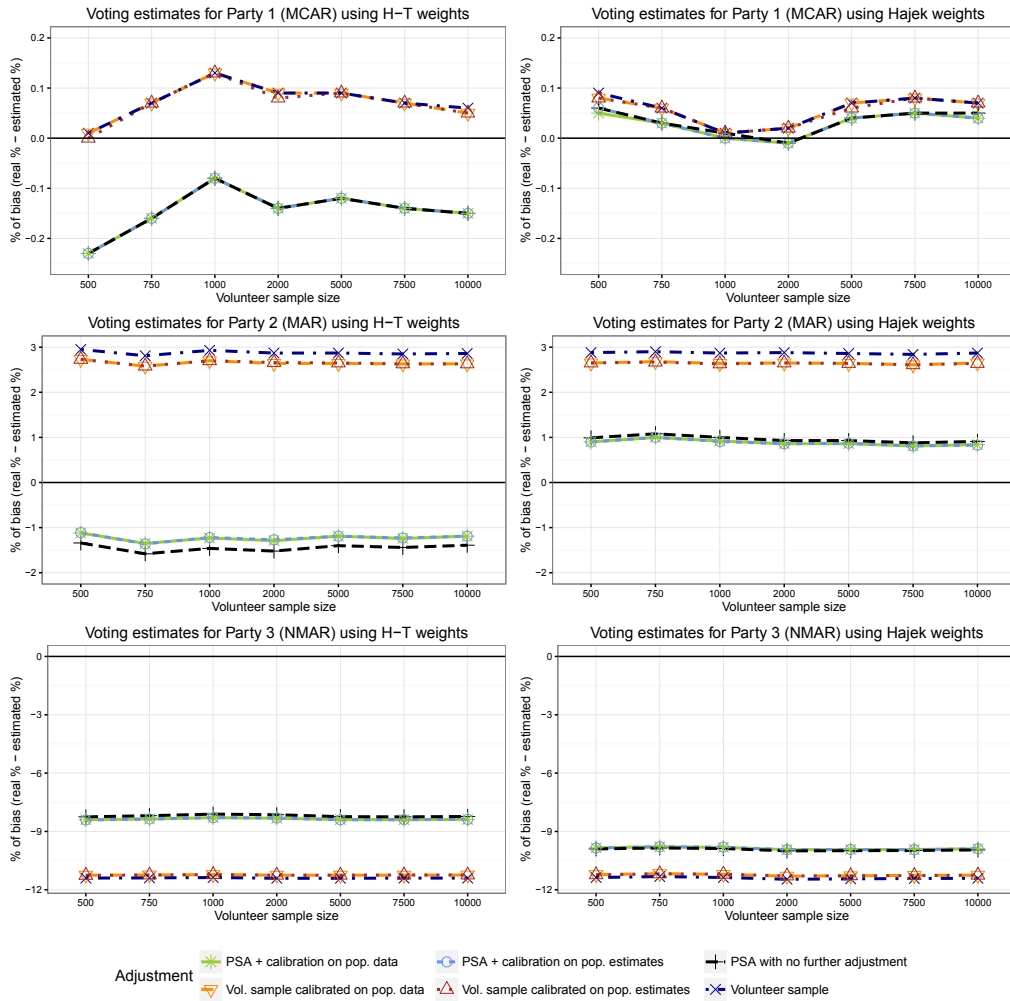 Voting estimates for Party 1 (MCAR) using H−T weights
% of bias (real % − estimated %)
0.2
0.1
0.0
−0.1
−0.2
500 750 1000 2000 5000 7500 10000
Volunteer sample size
Voting estimates for Party 1 (MCAR) using Hajek weights
% of bias (real % − estimated %)
0.2
0.1
0.0
−0.1
−0.2
500 750 1000 2000 5000 7500 10000
Volunteer sample size
Voting estimates for Party 2 (MAR) using H−T weights
% of bias (real % − estimated %)
3
2
1
0
−1
−2
500 750 1000 2000 5000 7500 10000
Volunteer sample size
Voting estimates for Party 2 (MAR) using Hajek weights
% of bias (real % − estimated %)
3
2
1
0
−1
−2
500 750 1000 2000 5000 7500 10000
Volunteer sample size
Voting estimates for Party 3 (NMAR) using H−T weights
% of bias (real % − estimated %)
0
−3
−6
−9
−12
500 750 1000 2000 5000 7500 10000
Volunteer sample size
Voting estimates for Party 3 (NMAR) using Hajek weights
% of bias (real % − estimated %)
0
−3
−6
−9
−12
500 750 1000 2000 5000 7500 10000
Volunteer sample size
Adjustment
PSA + calibration on pop. data
PSA + calibration on pop. estimates
PSA with no further adjustment
Vol. sample calibrated on pop. data
Vol. sample calibrated on pop. estimates
Volunteer sample